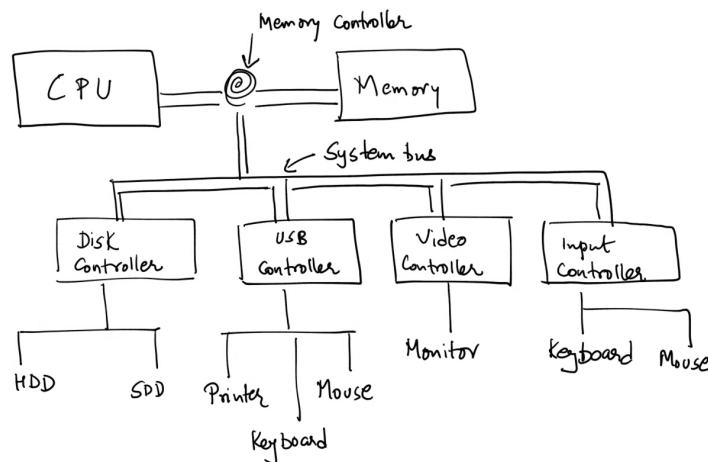 Memory Controller
CPU
Memory
System bus
Disk
Controller
USB
Controller
Video
Controller
Input
Controller
HDD
SDD
Printer
Keyboard
Mouse
Monitor
Keyboard
Mouse